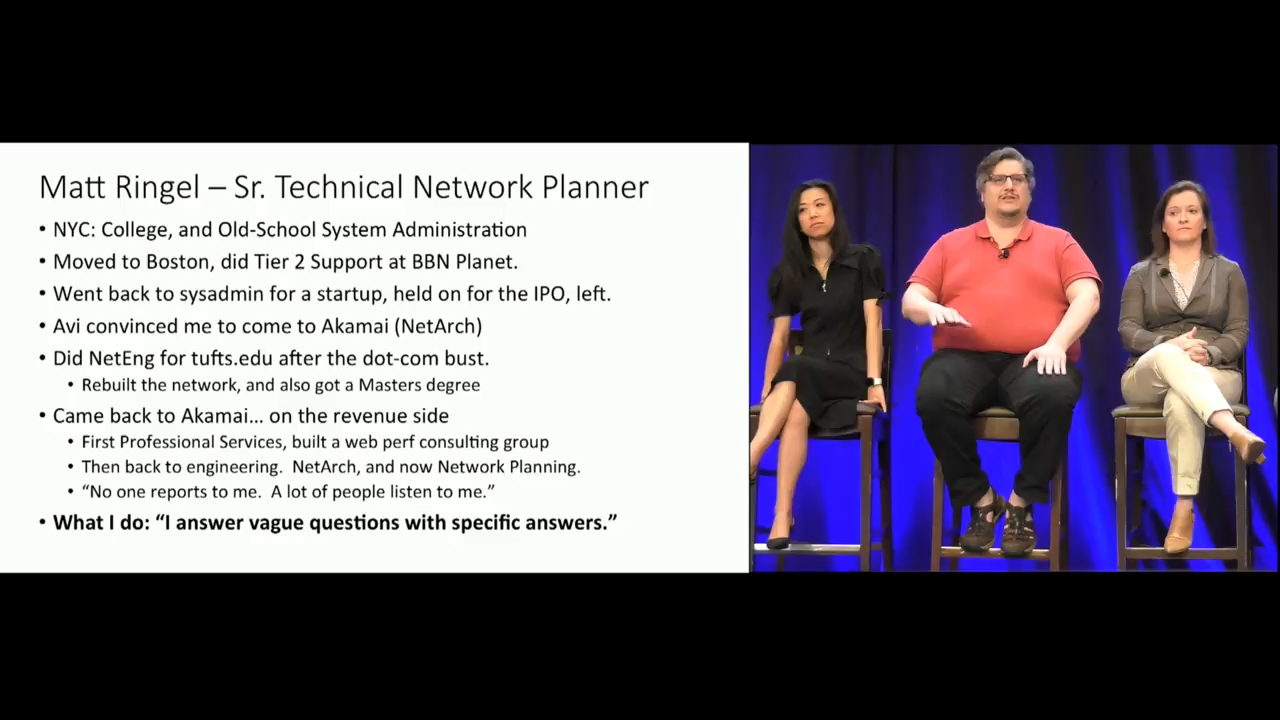 Matt Ringel – Sr. Technical Network Planner
• NYC: College, and Old-School System Administration
• Moved to Boston, did Tier 2 Support at BBN Planet.
• Went back to sysadmin for a startup, held on for the IPO, left.
• Avi convinced me to come to Akamai (NetArch)
• Did NetEng for tufts.edu after the dot-com bust.
• Rebuilt the network, and also got a Masters degree
• Came back to Akamai... on the revenue side
• First Professional Services, built a web perf consulting group
• Then back to engineering.  NetArch, and now Network Planning.
• “No one reports to me.  A lot of people listen to me.”
• What I do: “I answer vague questions with specific answers.”